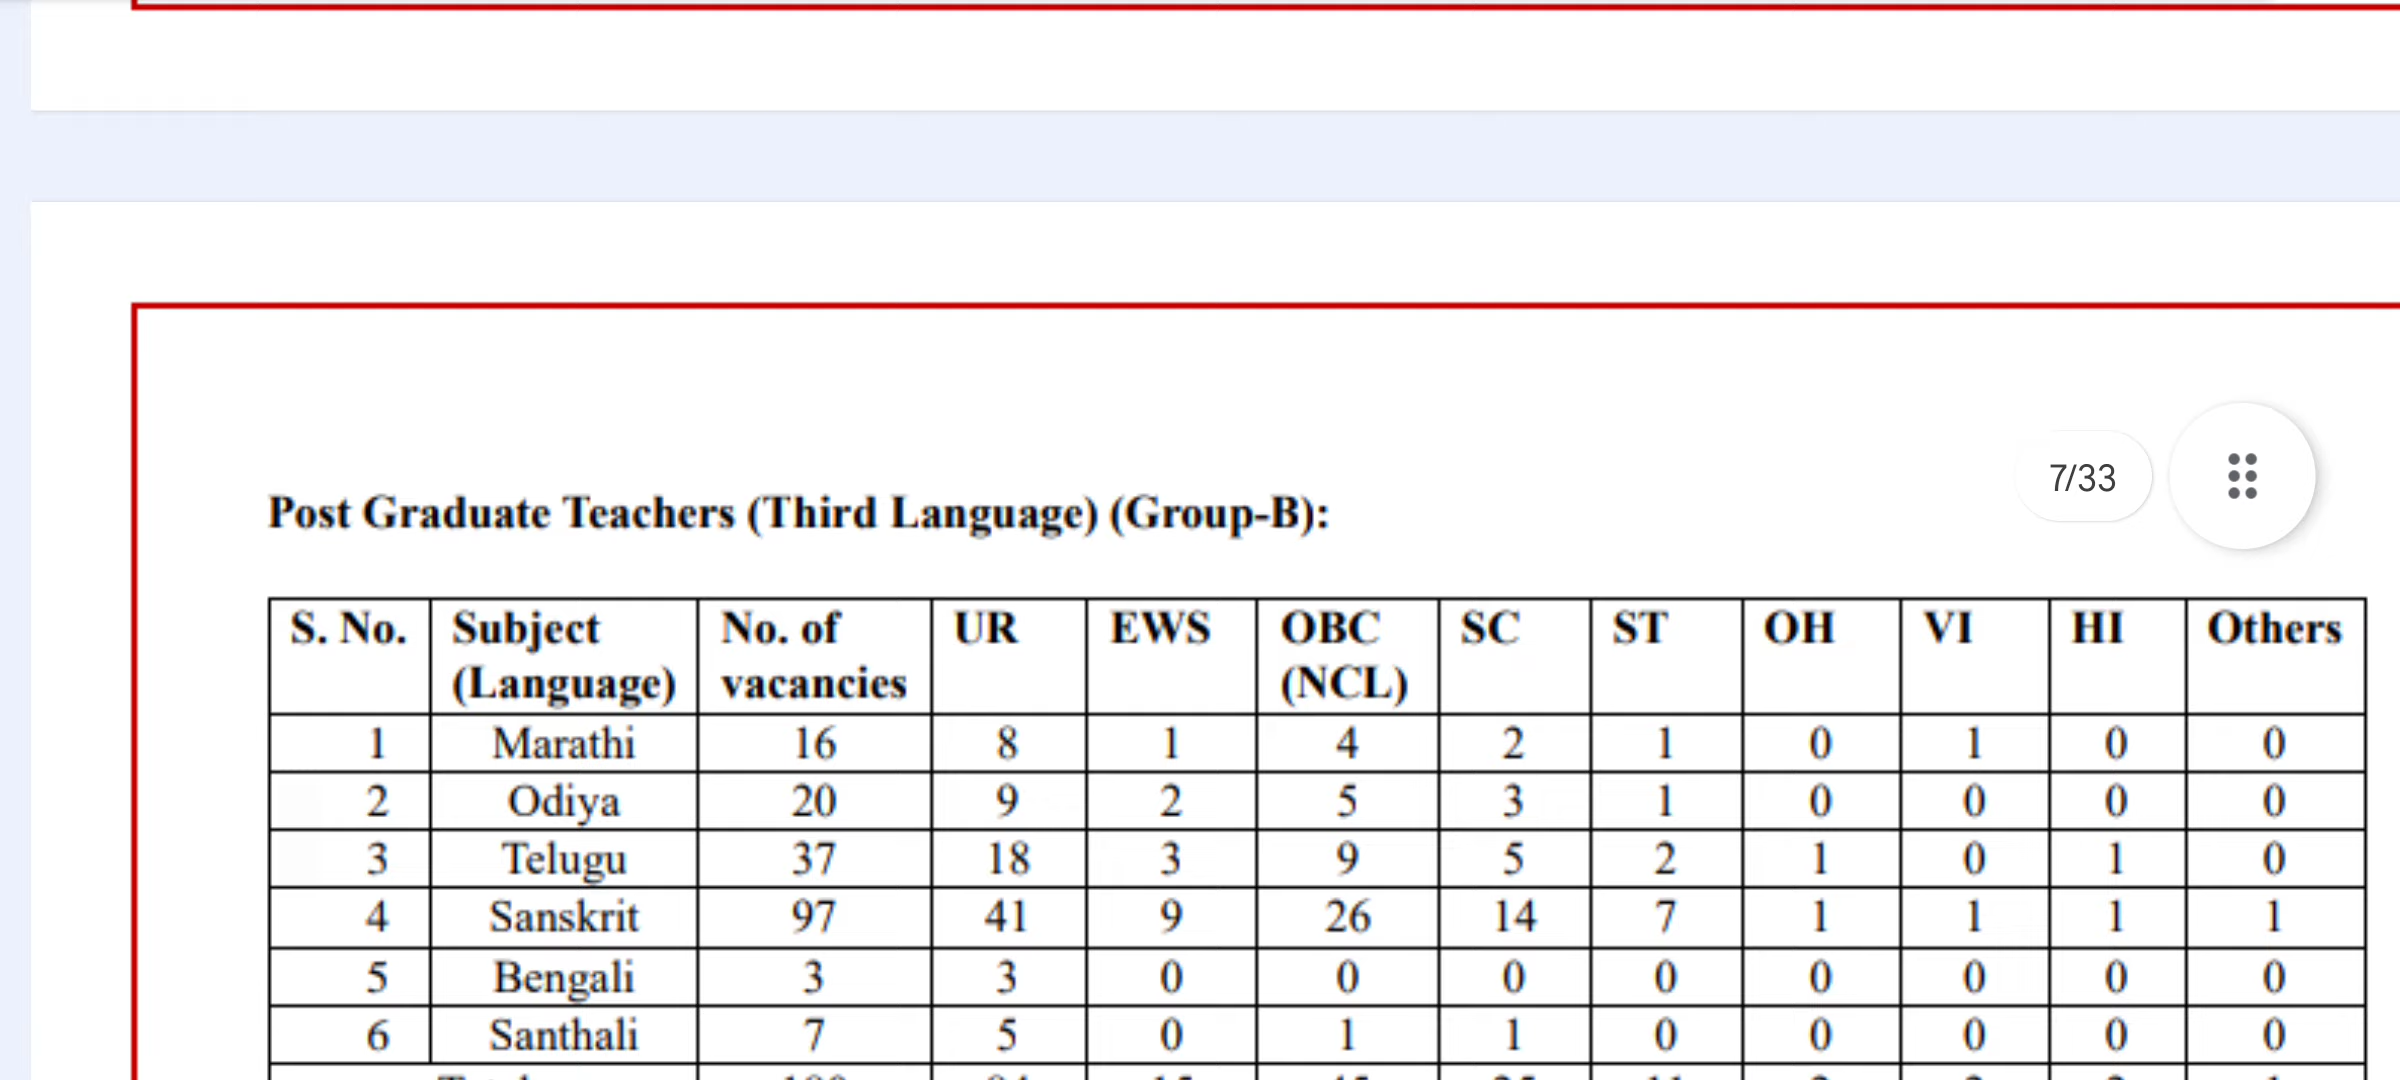 7/33
Post Graduate Teachers (Third Language) (Group-B):
S. No. Subject (Language) No. of vacancies UR EWS OBC (NCL) SC ST OH VI HI Others
1 Marathi 16 8 1 4 2 1 0 1 0 0
2 Odiya 20 9 2 5 3 1 0 0 0 0
3 Telugu 37 18 3 9 5 2 1 0 1 0
4 Sanskrit 97 41 9 26 14 7 1 1 1 1
5 Bengali 3 3 0 0 0 0 0 0 0 0
6 Santhali 7 5 0 1 1 0 0 0 0 0